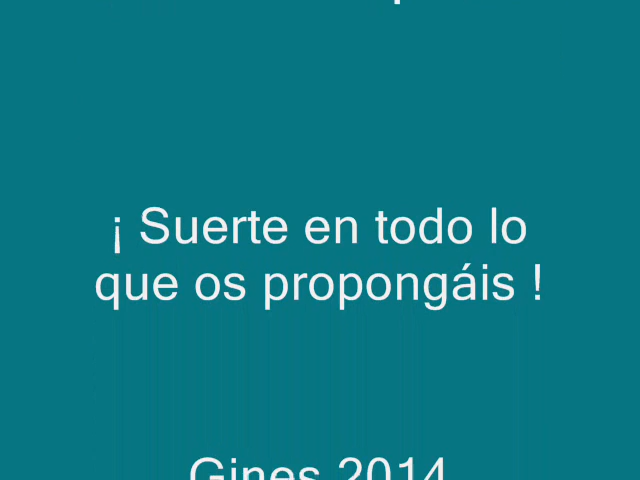 ¡ Suerte en todo lo
que os propongáis !
Gines 2014